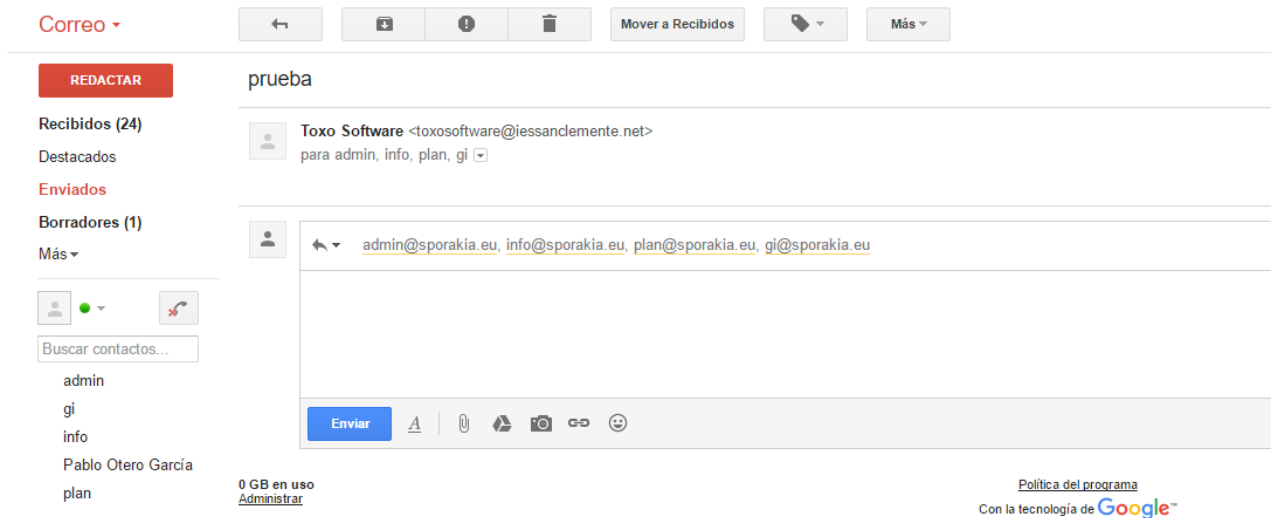 Correo
Mover a Recibidos
Más
REDACTAR
prueba
Recibidos (24)
Destacados
Enviados
Borradores (1)
Más
Toxo Software <toxosoftware@iessanclemente.net>
para admin, info, plan, gi
admin@sporakia.eu, info@sporakia.eu, plan@sporakia.eu, gi@sporakia.eu
Buscar contactos...
admin
gi
info
Pablo Otero García
plan
Enviar A
0 GB en uso
Administrar
Política del programa
Con la tecnología de Google™